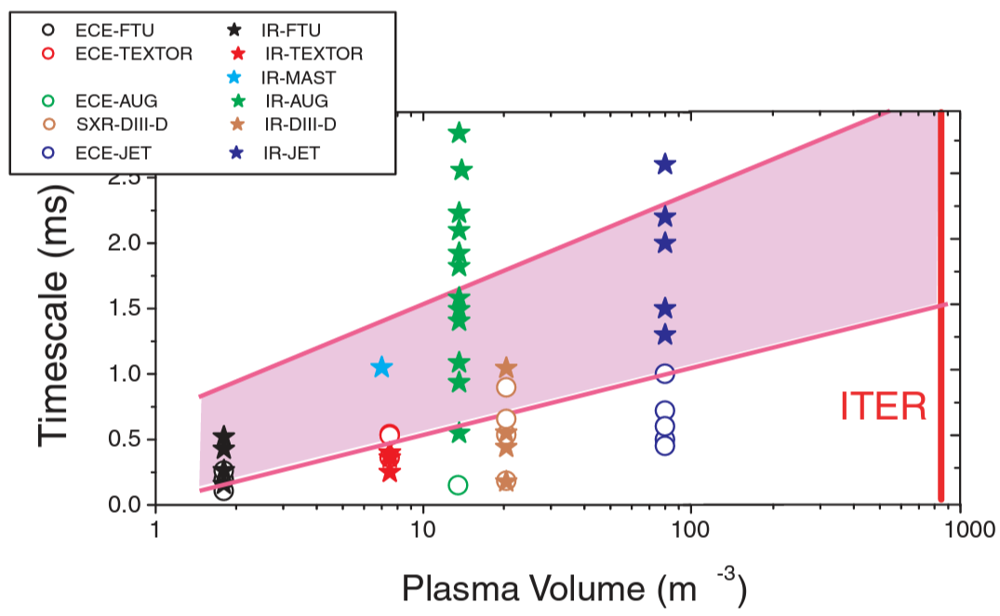 ECE-FTU IR-FTU
ECE-TEXTOR IR-TEXTOR
IR-MAST
ECE-AUG IR-AUG
SXR-DIII-D IR-DIII-D
ECE-JET IR-JET
2.5
2.0
1.5
1.0
0.5
0.0
Timescale (ms)
ITER
1 10 100 1000
Plasma Volume (m -3)